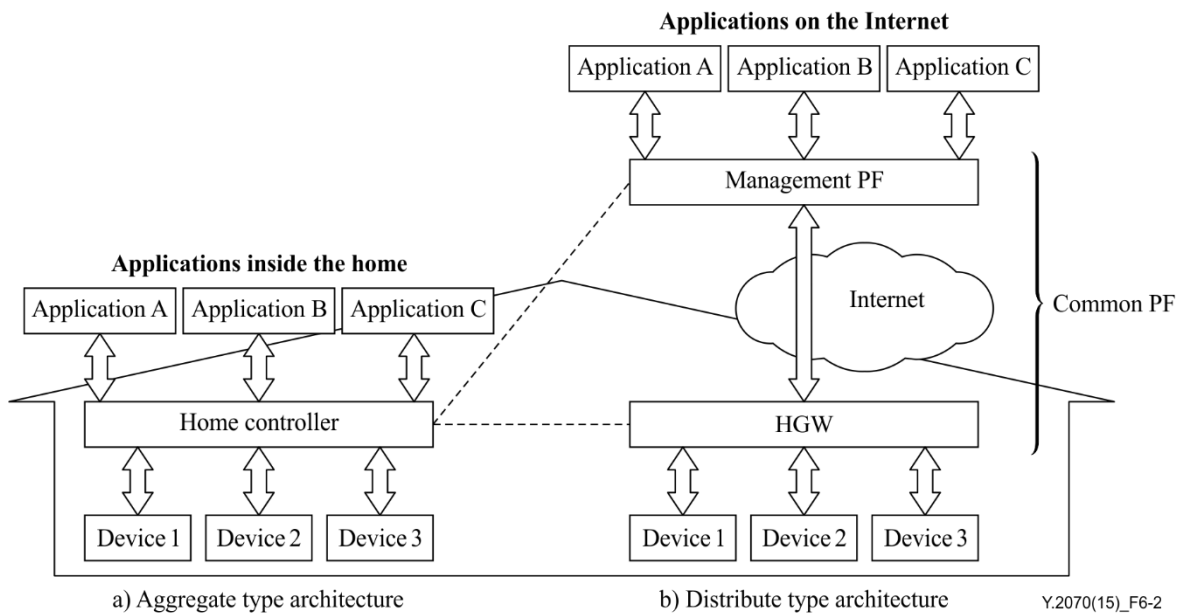 Applications on the Internet
Application A
Application B
Application C
Management PF
Applications inside the home
Application A
Application B
Application C
Internet
Common PF
Home controller
HGW
Device 1
Device 2
Device 3
Device 1
Device 2
Device 3
a) Aggregate type architecture
b) Distribute type architecture
Y.2070(15)_F6-2